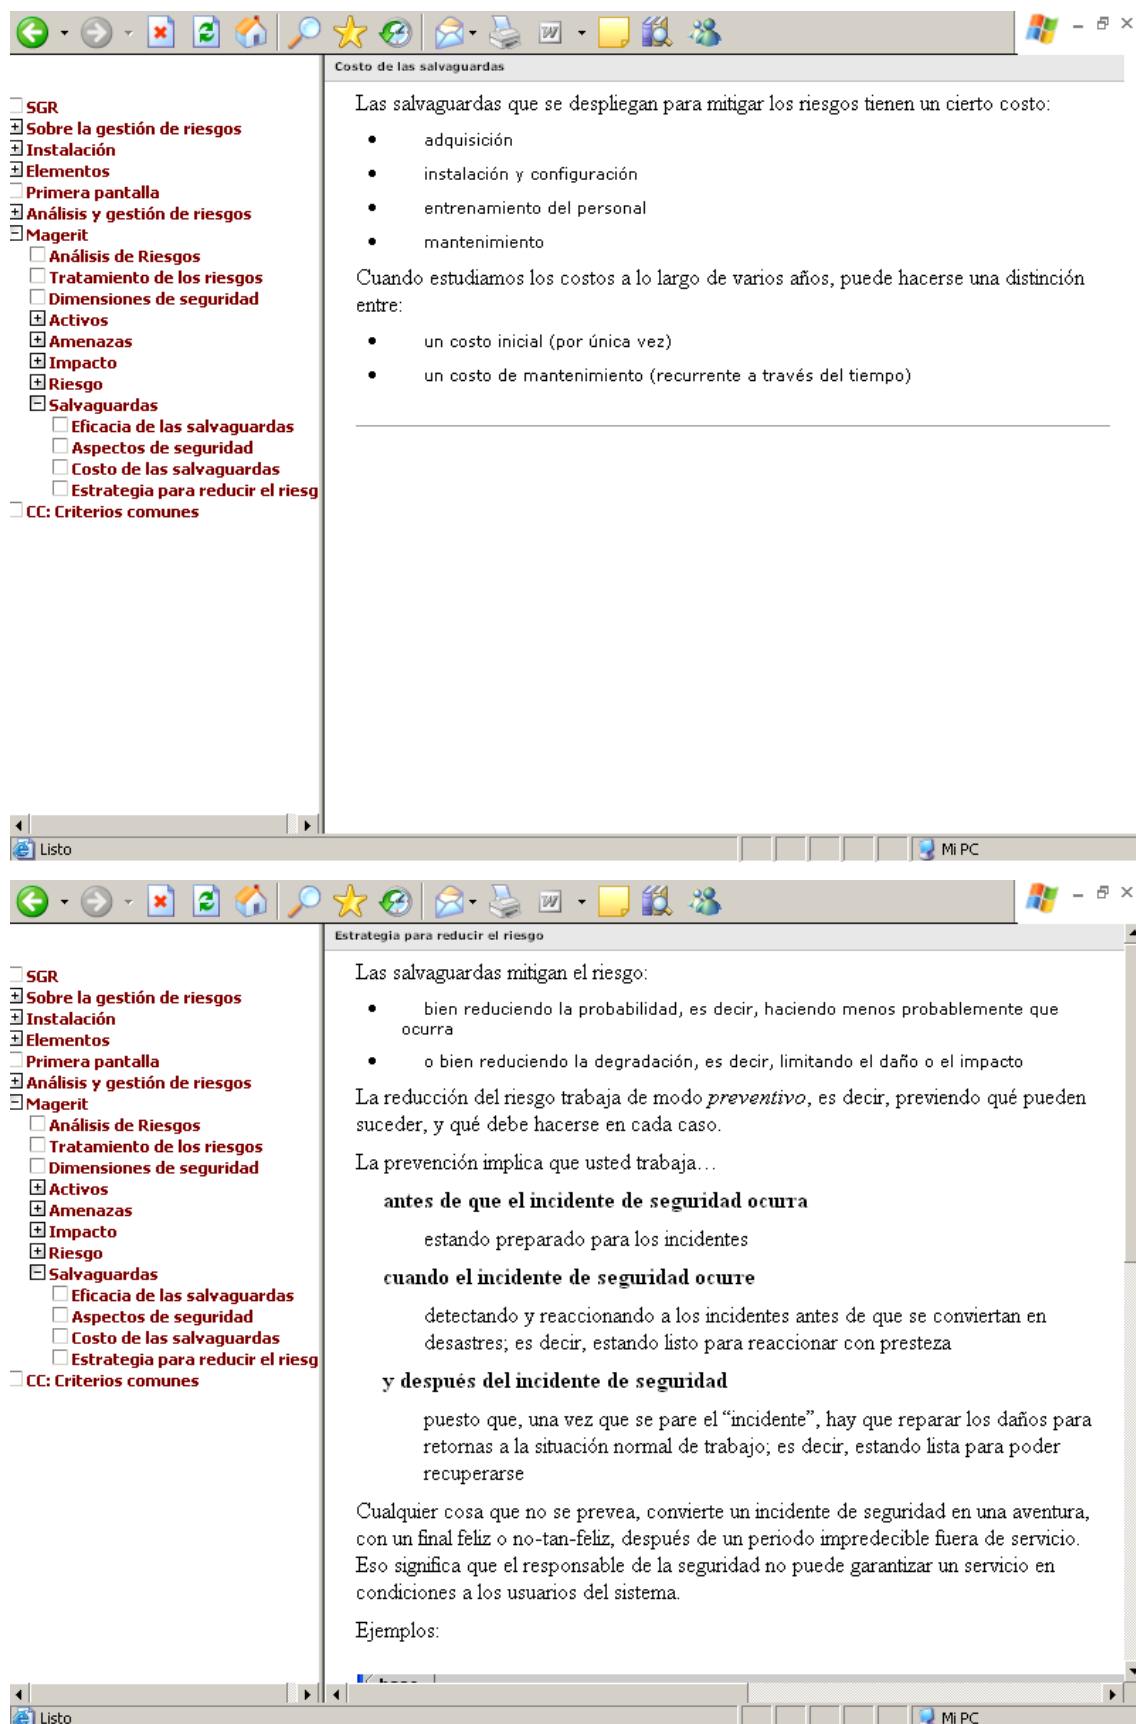 Costo de las salvaguardas
SGR
Sobre la gestión de riesgos
Instalación
Elementos
Primera pantalla
Análisis y gestión de riesgos
Magerit
Análisis de Riesgos
Tratamiento de los riesgos
Dimensiones de seguridad
Activos
Amenazas
Impacto
Riesgo
Salvaguardas
Eficacia de las salvaguardas
Aspectos de seguridad
Costo de las salvaguardas
Estrategia para reducir el riesg
CC: Criterios comunes
Las salvaguardas que se despliegan para mitigar los riesgos tienen un cierto costo:
• adquisición
• instalación y configuración
• entrenamiento del personal
• mantenimiento
Cuando estudiamos los costos a lo largo de varios años, puede hacerse una distinción
entre:
• un costo inicial (por única vez)
• un costo de mantenimiento (recurrente a través del tiempo)
Listo
Mi PC
Estrategia para reducir el riesgo
SGR
Sobre la gestión de riesgos
Instalación
Elementos
Primera pantalla
Análisis y gestión de riesgos
Magerit
Análisis de Riesgos
Tratamiento de los riesgos
Dimensiones de seguridad
Activos
Amenazas
Impacto
Riesgo
Salvaguardas
Eficacia de las salvaguardas
Aspectos de seguridad
Costo de las salvaguardas
Estrategia para reducir el riesg
CC: Criterios comunes
Las salvaguardas mitigan el riesgo:
• bien reduciendo la probabilidad, es decir, haciendo menos probablemente que
ocurra
• o bien reduciendo la degradación, es decir, limitando el daño o el impacto
La reducción del riesgo trabaja de modo preventivo, es decir, previendo qué pueden
suceder, y qué debe hacerse en cada caso.
La prevención implica que usted trabaja…
antes de que el incidente de seguridad ocurra
estando preparado para los incidentes
cuando el incidente de seguridad ocurre
detectando y reaccionando a los incidentes antes de que se conviertan en
desastres; es decir, estando listo para reaccionar con presteza
y después del incidente de seguridad
puesto que, una vez que se pare el “incidente”, hay que reparar los daños para
retornas a la situación normal de trabajo; es decir, estando lista para poder
recuperarse
Cualquier cosa que no se prevea, convierte un incidente de seguridad en una aventura,
con un final feliz o no-tan-feliz, después de un periodo impredecible fuera de servicio.
Eso significa que el responsable de la seguridad no puede garantizar un servicio en
condiciones a los usuarios del sistema.
Ejemplos:
Listo
Mi PC